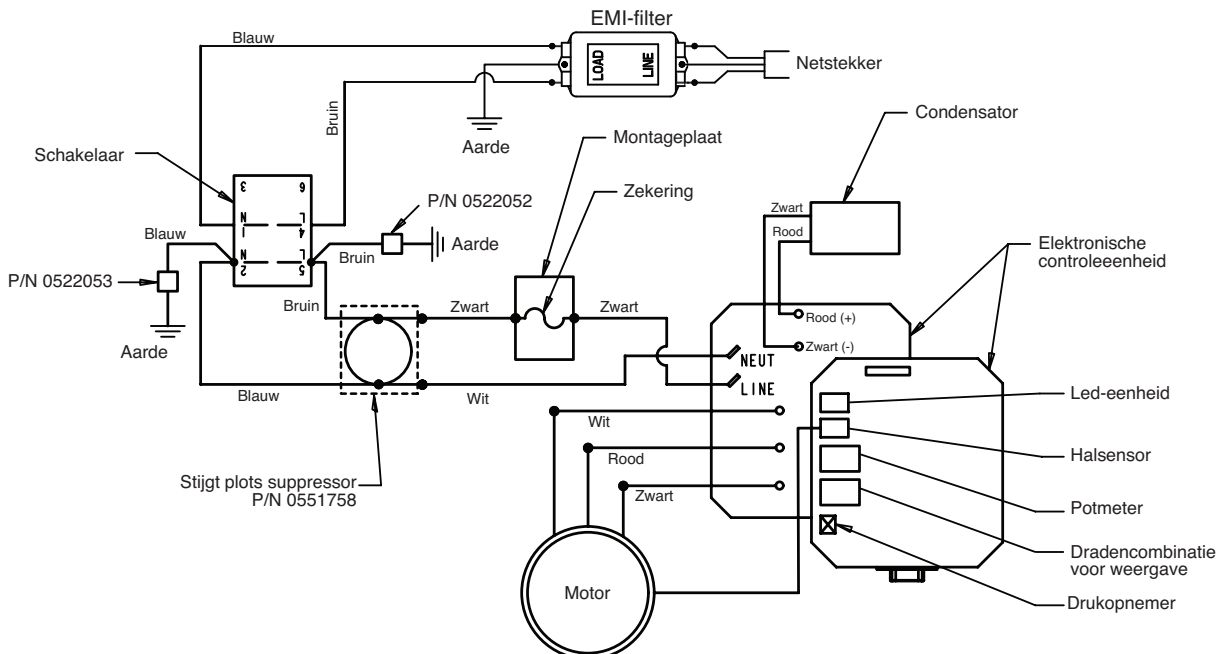 EMI-filter
Blauw
LOAD
LINE
Netstekker
Bruin
Aarde
Montageplaat
Condensator
Schakelaar
Zekering
3
6
N
1
L
4
N
2
L
5
P/N 0522052
Zwart
Rood
Blauw
Bruin
Aarde
Elektronische
controleeenheid
P/N 0522053
Bruin
Zwart
Zwart
Rood (+)
Aarde
Zwart (-)
NEUT
LINE
Blauw
Wit
Led-eenheid
Wit
Halsensor
Rood
Stijgt plots suppressor
P/N 0551758
Zwart
Potmeter
Dradencombinatie
voor weergave
Motor
Drukopnemer